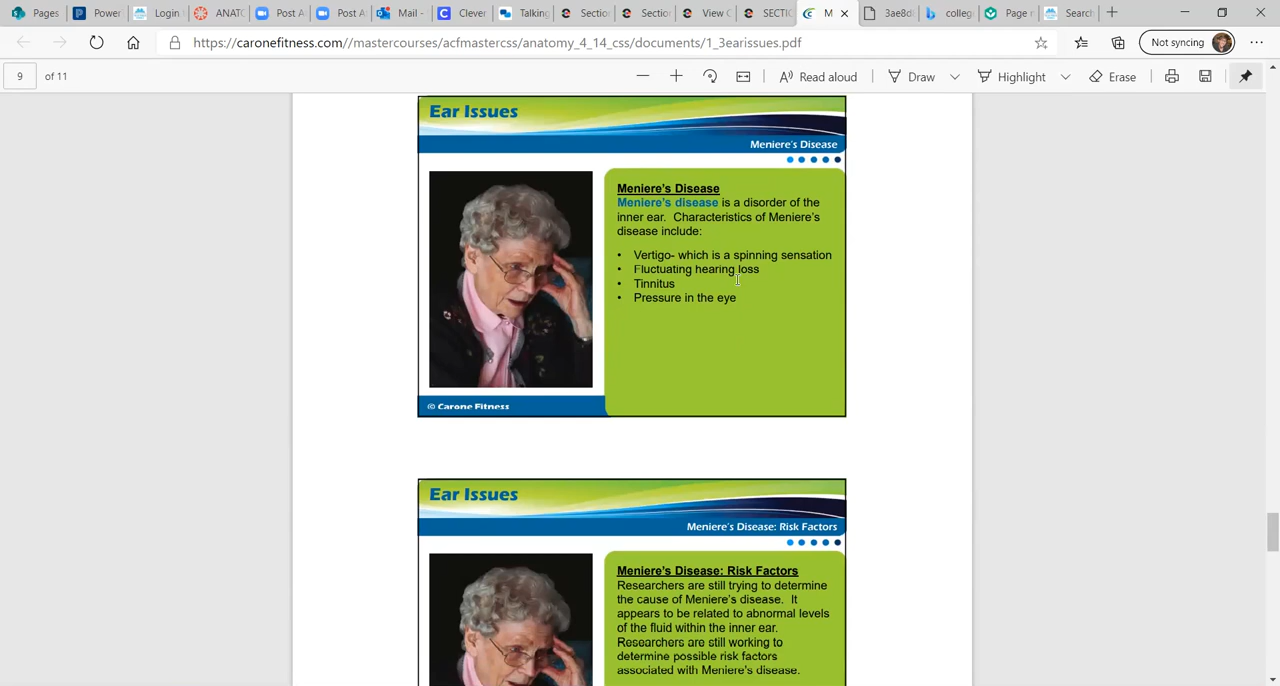 Pages
Power
Login
ANATC
Post A
Post A
Mail -
Clever
Talking
Section
Section
View C
SECTIO
M
3ae8d
colleg
Page r
Search
https://caronefitness.com//mastercourses/acfmastercss/anatomy_4_14_css/documents/1_3earissues.pdf
Not syncing
9 of 11
Read aloud
Draw
Highlight
Erase
Ear Issues
Meniere's Disease
Meniere's Disease
Meniere's disease is a disorder of the
inner ear. Characteristics of Meniere's
disease include:
• Vertigo- which is a spinning sensation
• Fluctuating hearing loss
• Tinnitus
• Pressure in the eye
© Carone Fitness
Ear Issues
Meniere's Disease: Risk Factors
Meniere's Disease: Risk Factors
Researchers are still trying to determine
the cause of Meniere's disease. It
appears to be related to abnormal levels
of the fluid within the inner ear.
Researchers are still working to
determine possible risk factors
associated with Meniere's disease.